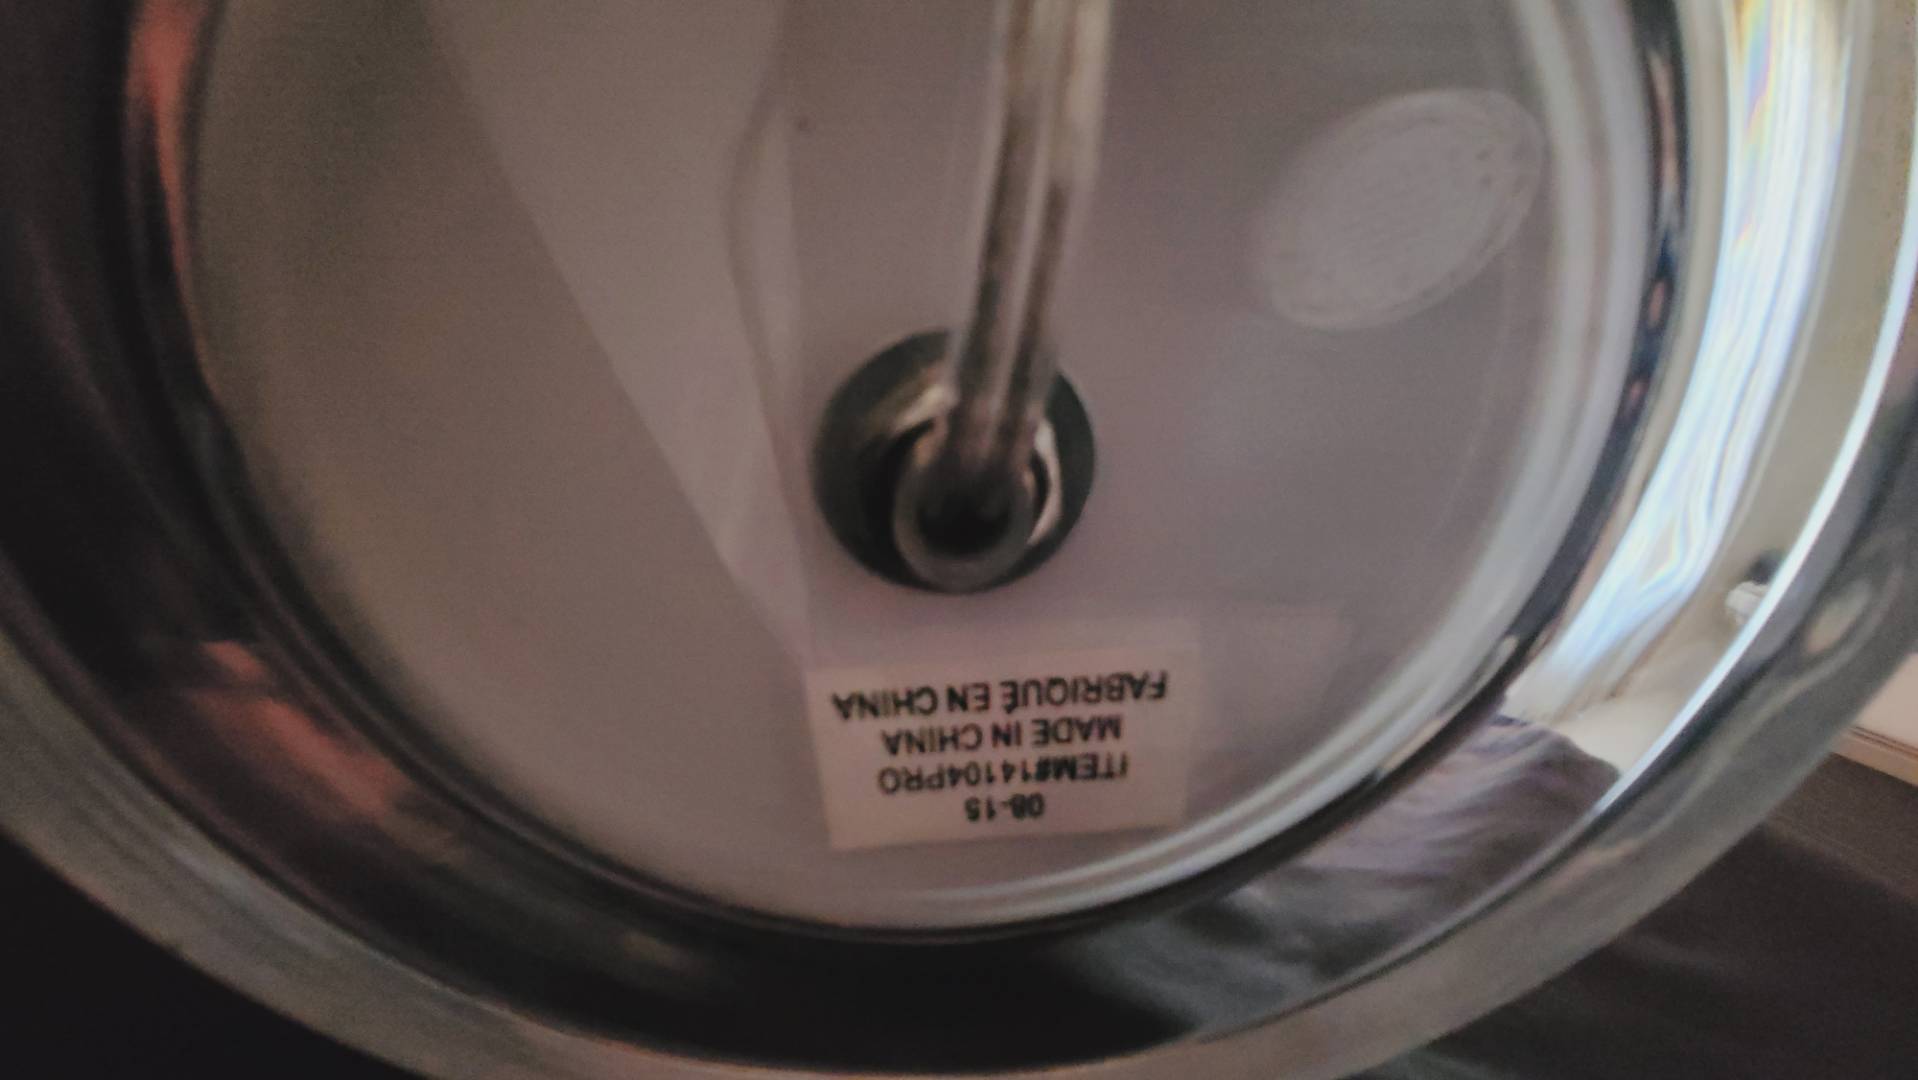 08-15
ITEM#14104PRO
MADE IN CHINA
FABRIQUÉ EN CHINA